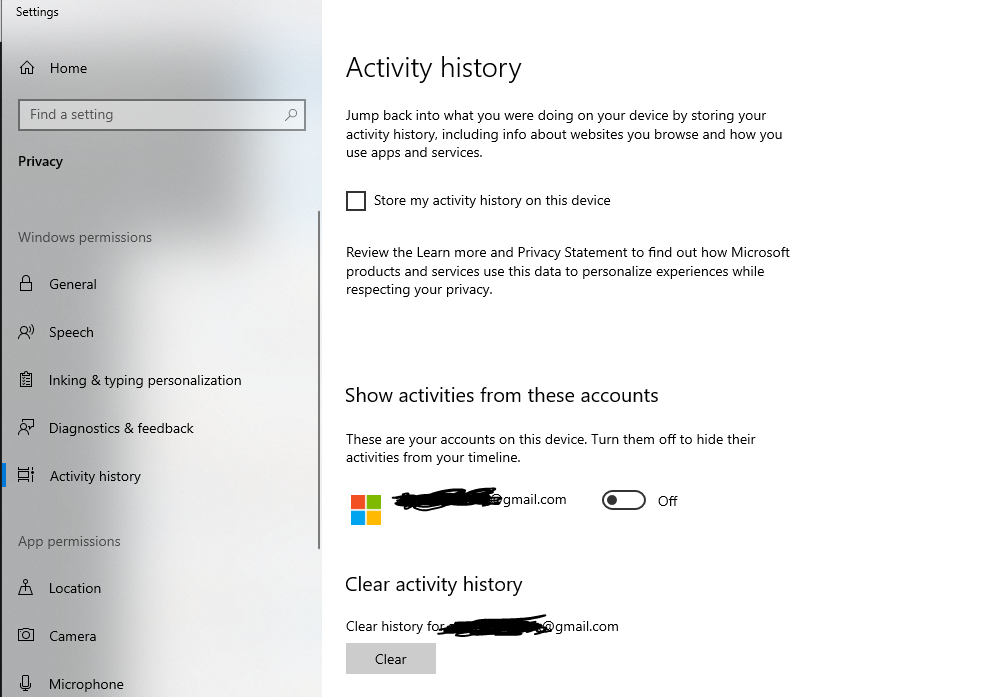 Settings
Home
Find a setting
Privacy
Windows permissions
General
Speech
Inking & typing personalization
Diagnostics & feedback
Activity history
App permissions
Location
Camera
Microphone
Activity history
Jump back into what you were doing on your device by storing your
activity history, including info about websites you browse and how you
use apps and services.
Store my activity history on this device
Review the Learn more and Privacy Statement to find out how Microsoft
products and services use this data to personalize experiences while
respecting your privacy.
Show activities from these accounts
These are your accounts on this device. Turn them off to hide their
activities from your timeline.
@gmail.com Off
Clear activity history
Clear history for @gmail.com
Clear